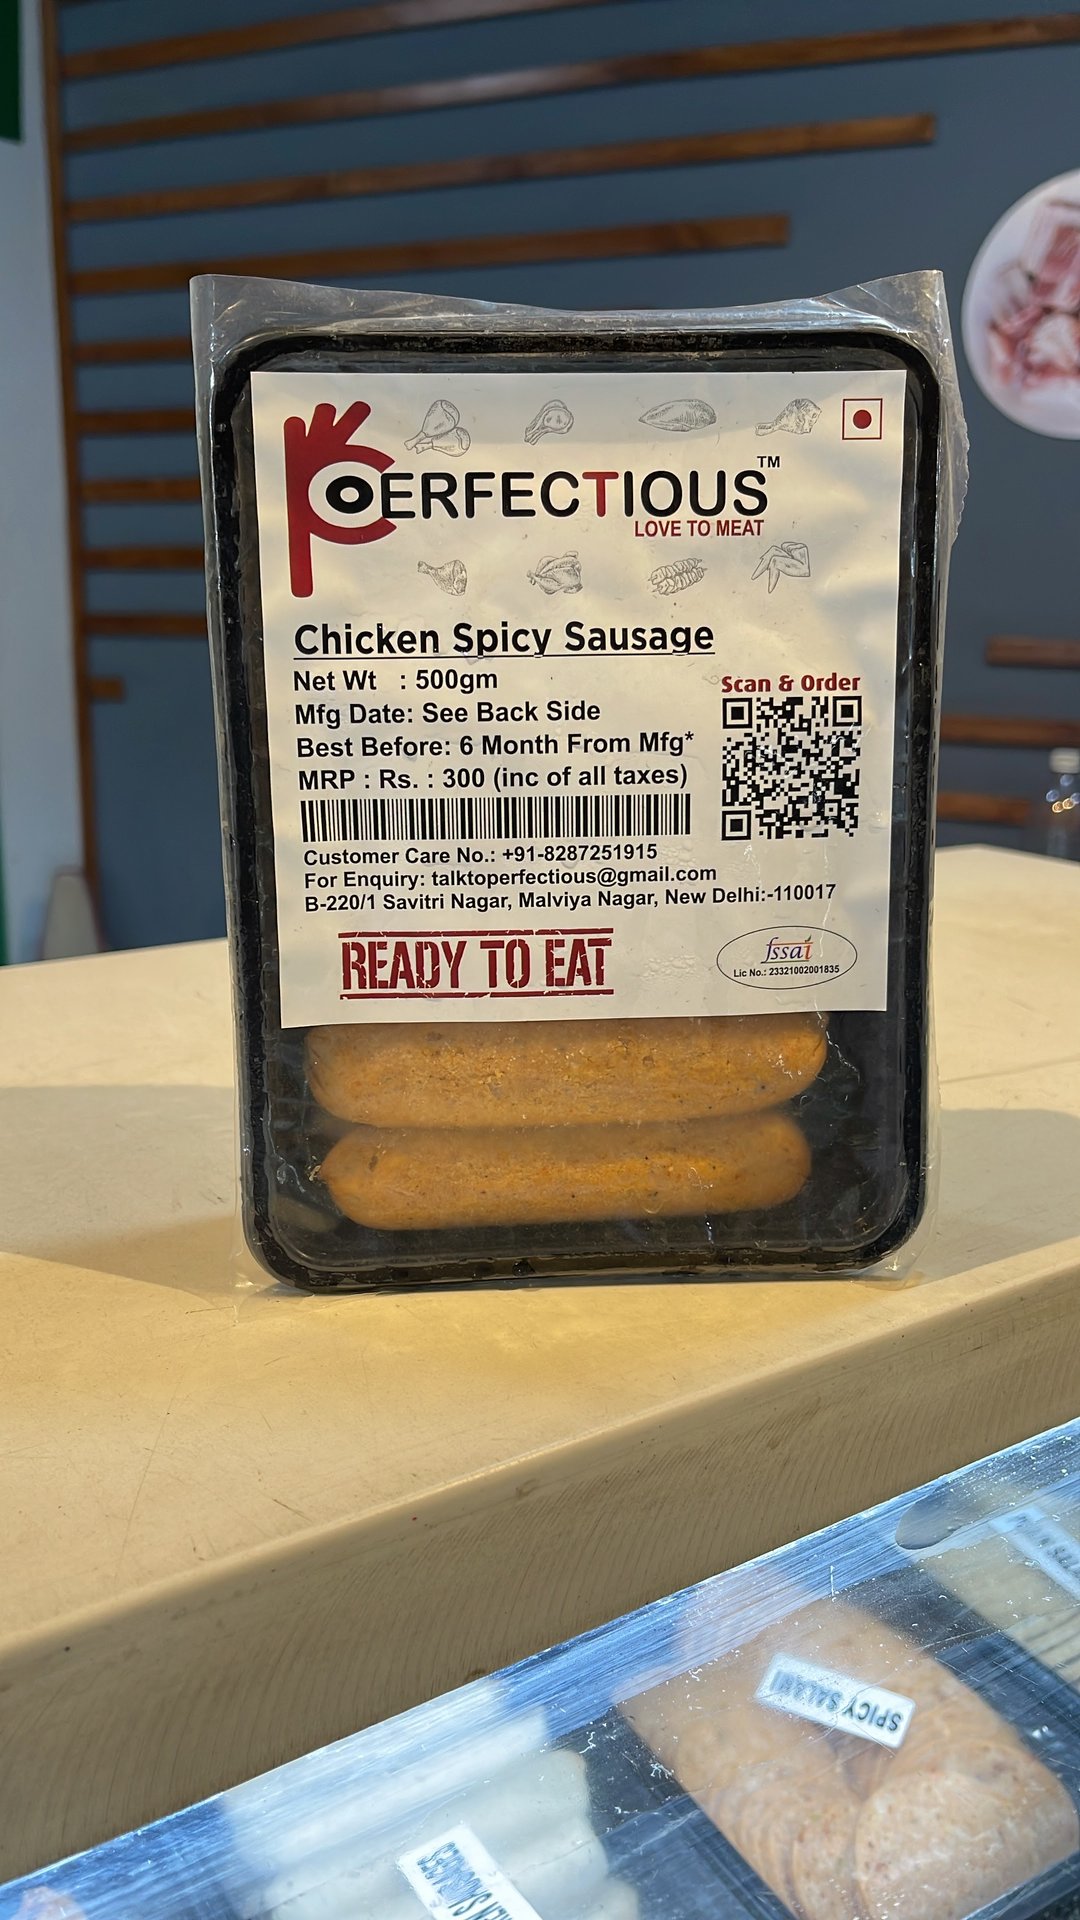 PERFECTIOUS™
LOVE TO MEAT
Chicken Spicy Sausage
Net Wt : 500gm
Mfg Date: See Back Side
Best Before: 6 Month From Mfg*
MRP : Rs. : 300 (inc of all taxes)
Scan & Order
Customer Care No.: +91-8287251915
For Enquiry: talktoperfectious@gmail.com
B-220/1 Savitri Nagar, Malviya Nagar, New Delhi:-110017
READY TO EAT
fssai
Lic No.: 23321002001835
SPICY SALAMI